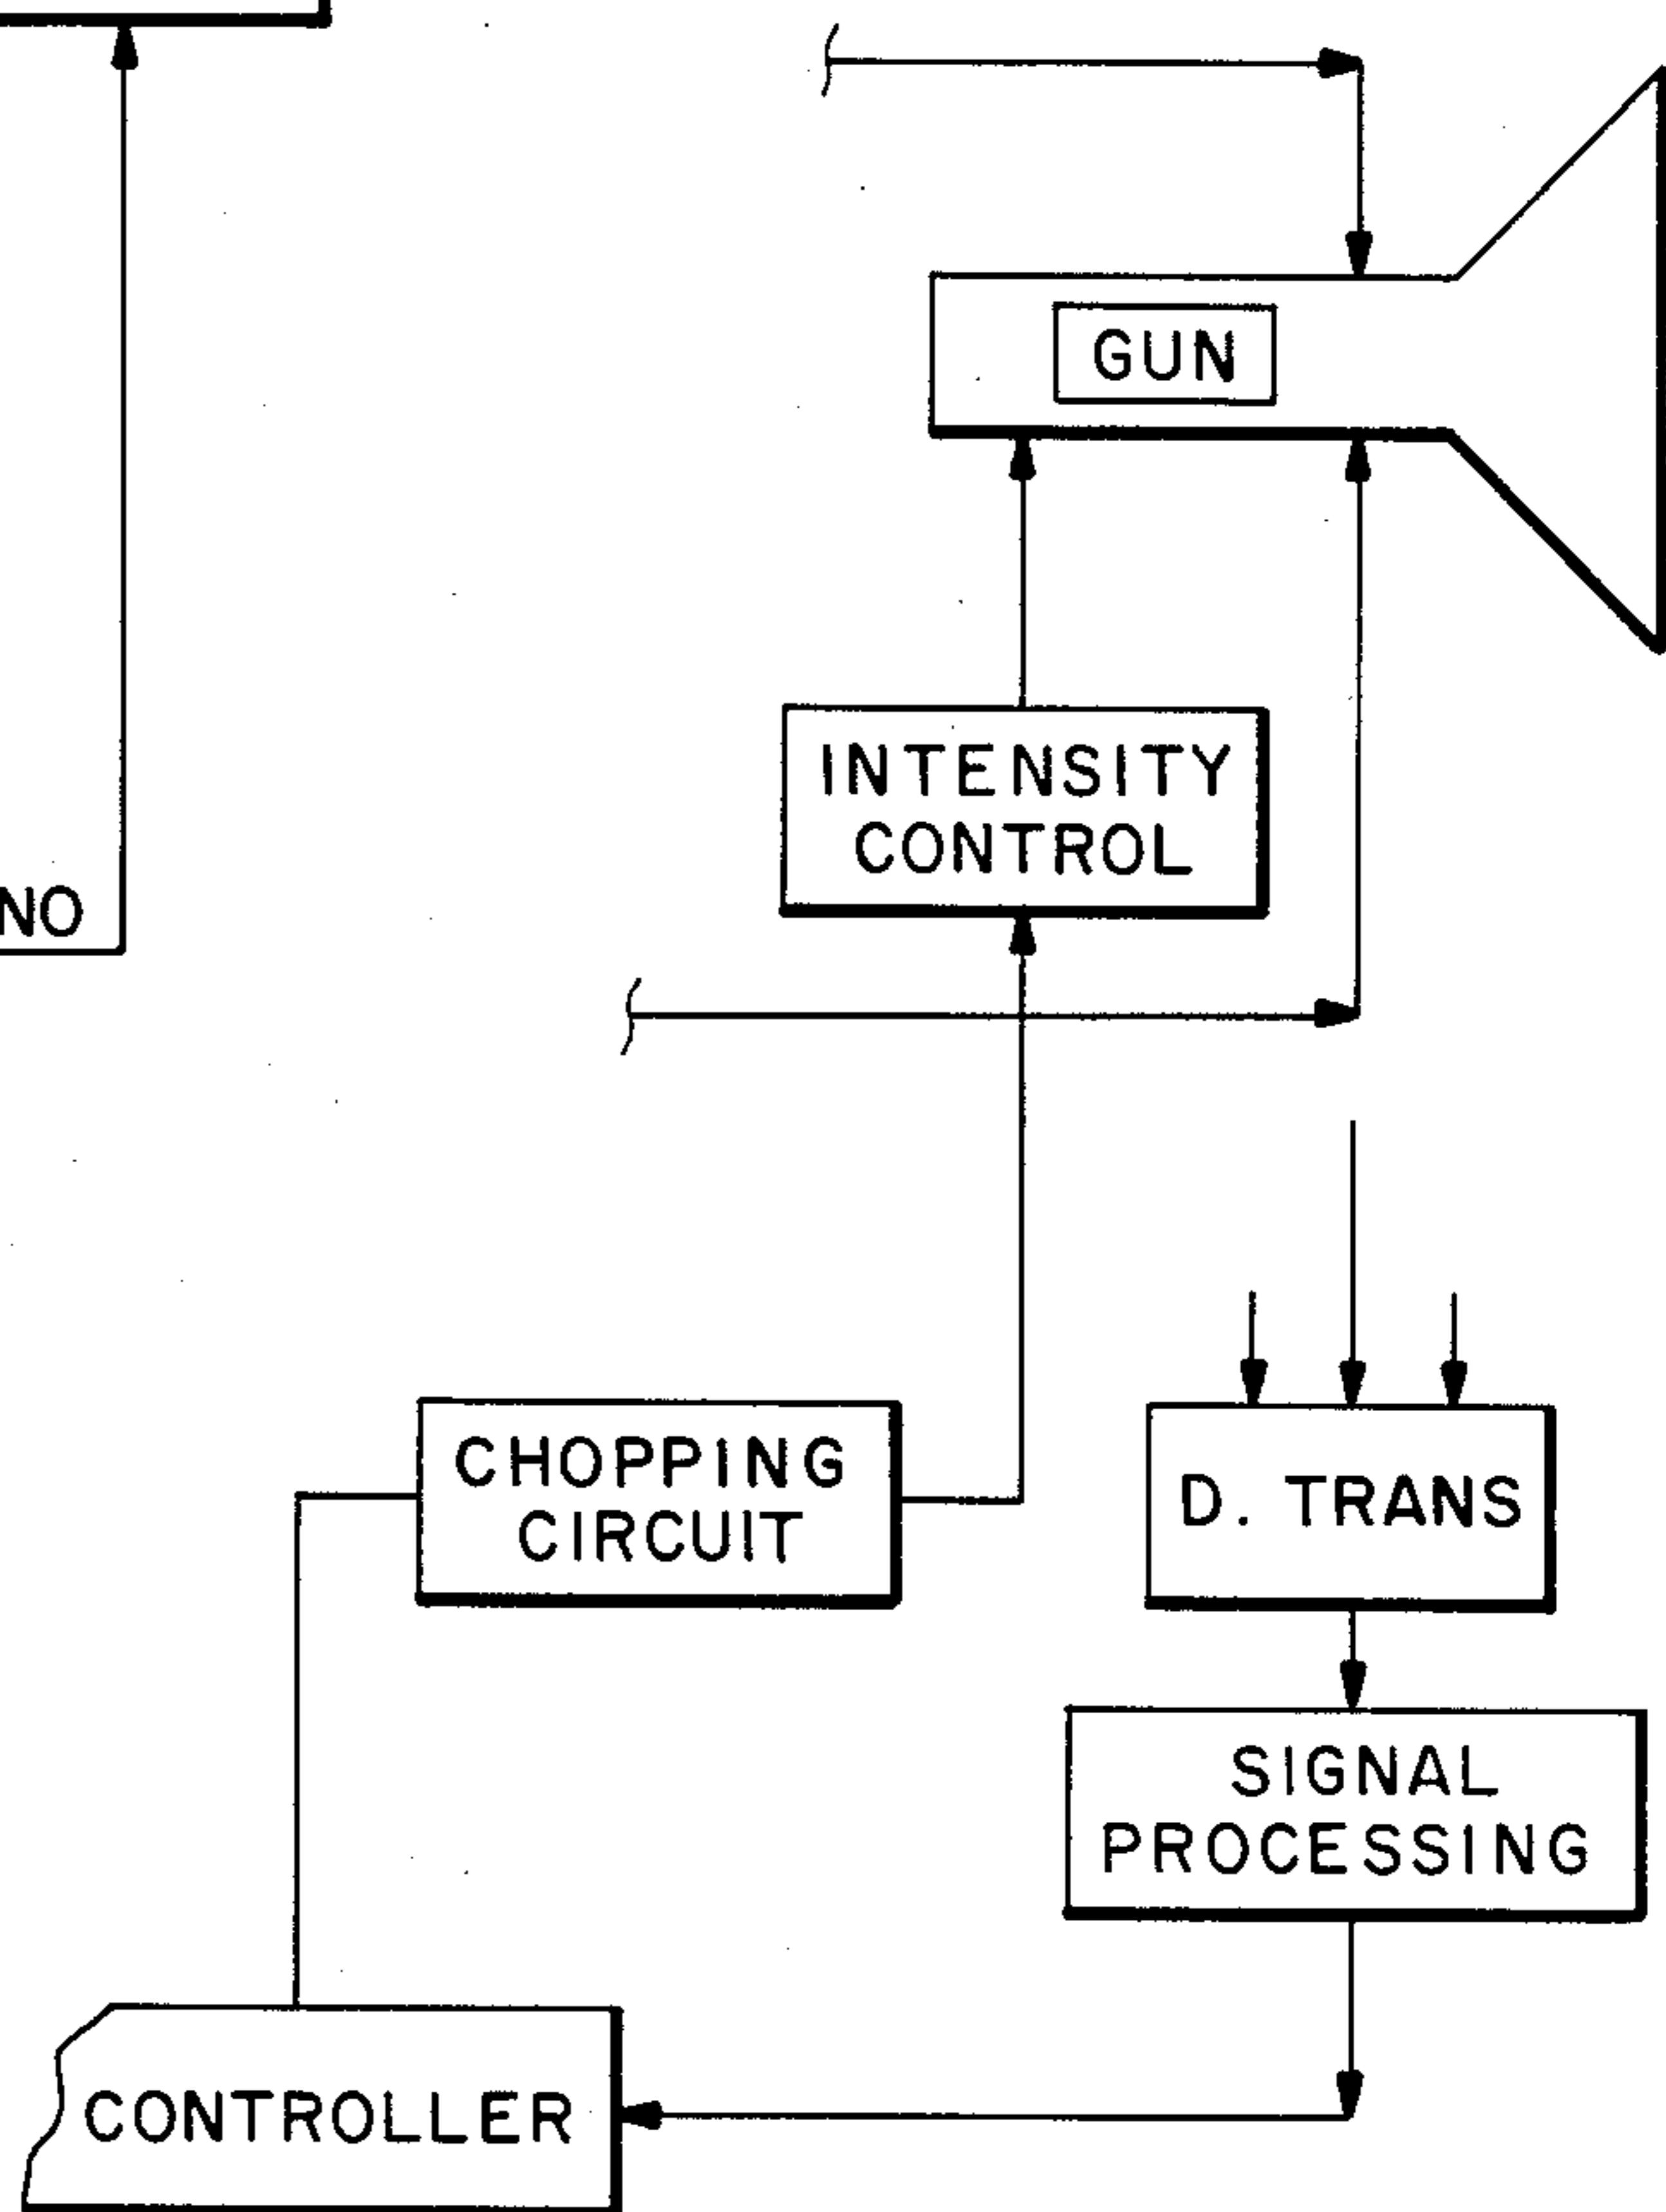 GUN
INTENSITY
CONTROL
NO
CHOPPING
CIRCUIT
D. TRANS
SIGNAL
PROCESSING
CONTROLLER